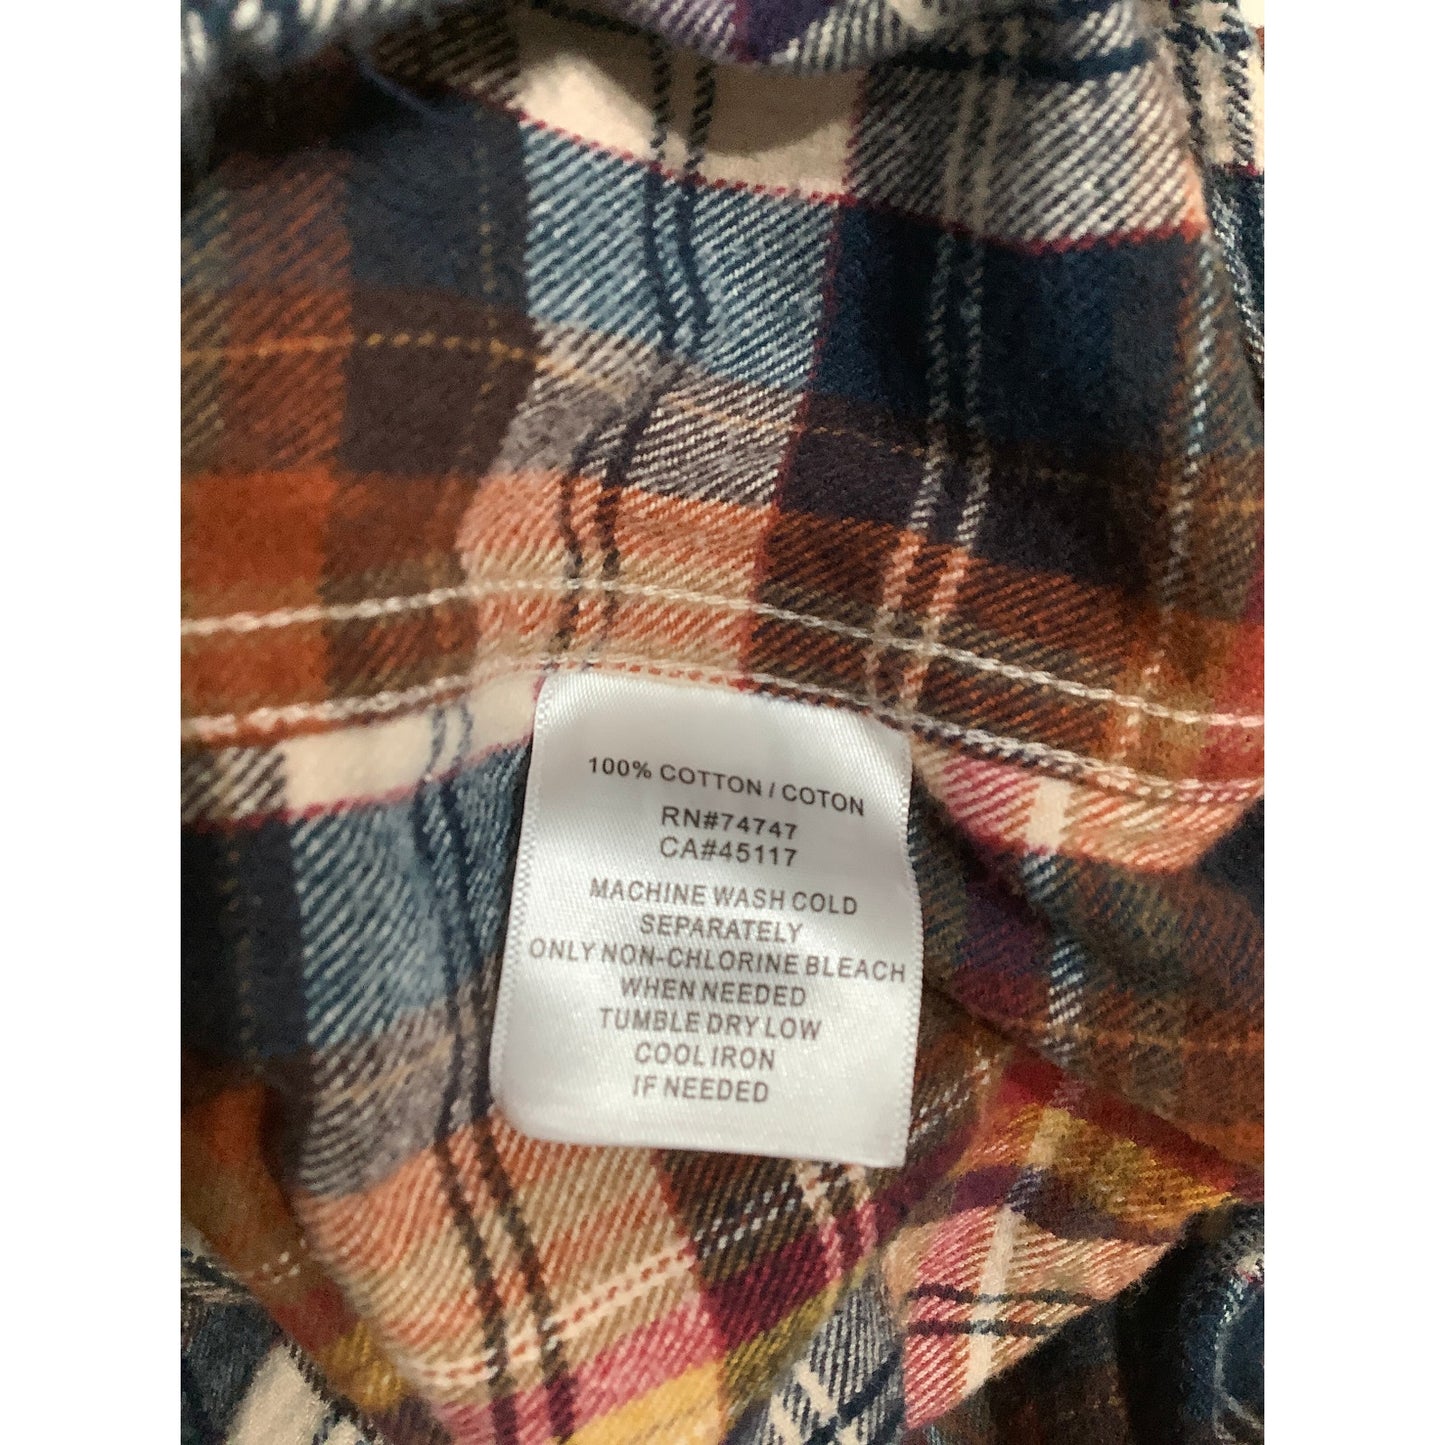 100% COTTON / COTON
RN#74747
CA#45117
MACHINE WASH COLD
SEPARATELY
ONLY NON-CHLORINE BLEACH
WHEN NEEDED
TUMBLE DRY LOW
COOL IRON
IF NEEDED